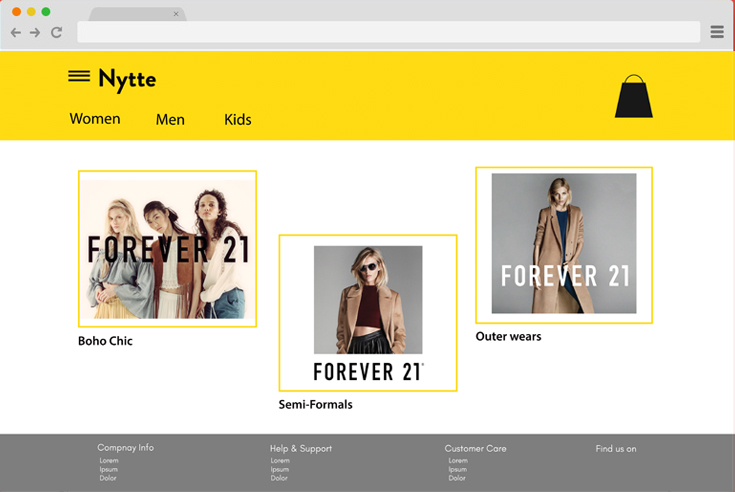 Nytte
Women Men Kids
FOREVER 21
Boho Chic
FOREVER 21
Semi-Formals
FOREVER 21
Outer wears
Compnay Info
Lorem
Ipsum
Dolor
Help & Support
Lorem
Ipsum
Dolor
Customer Care
Lorem
Ipsum
Dolor
Find us on